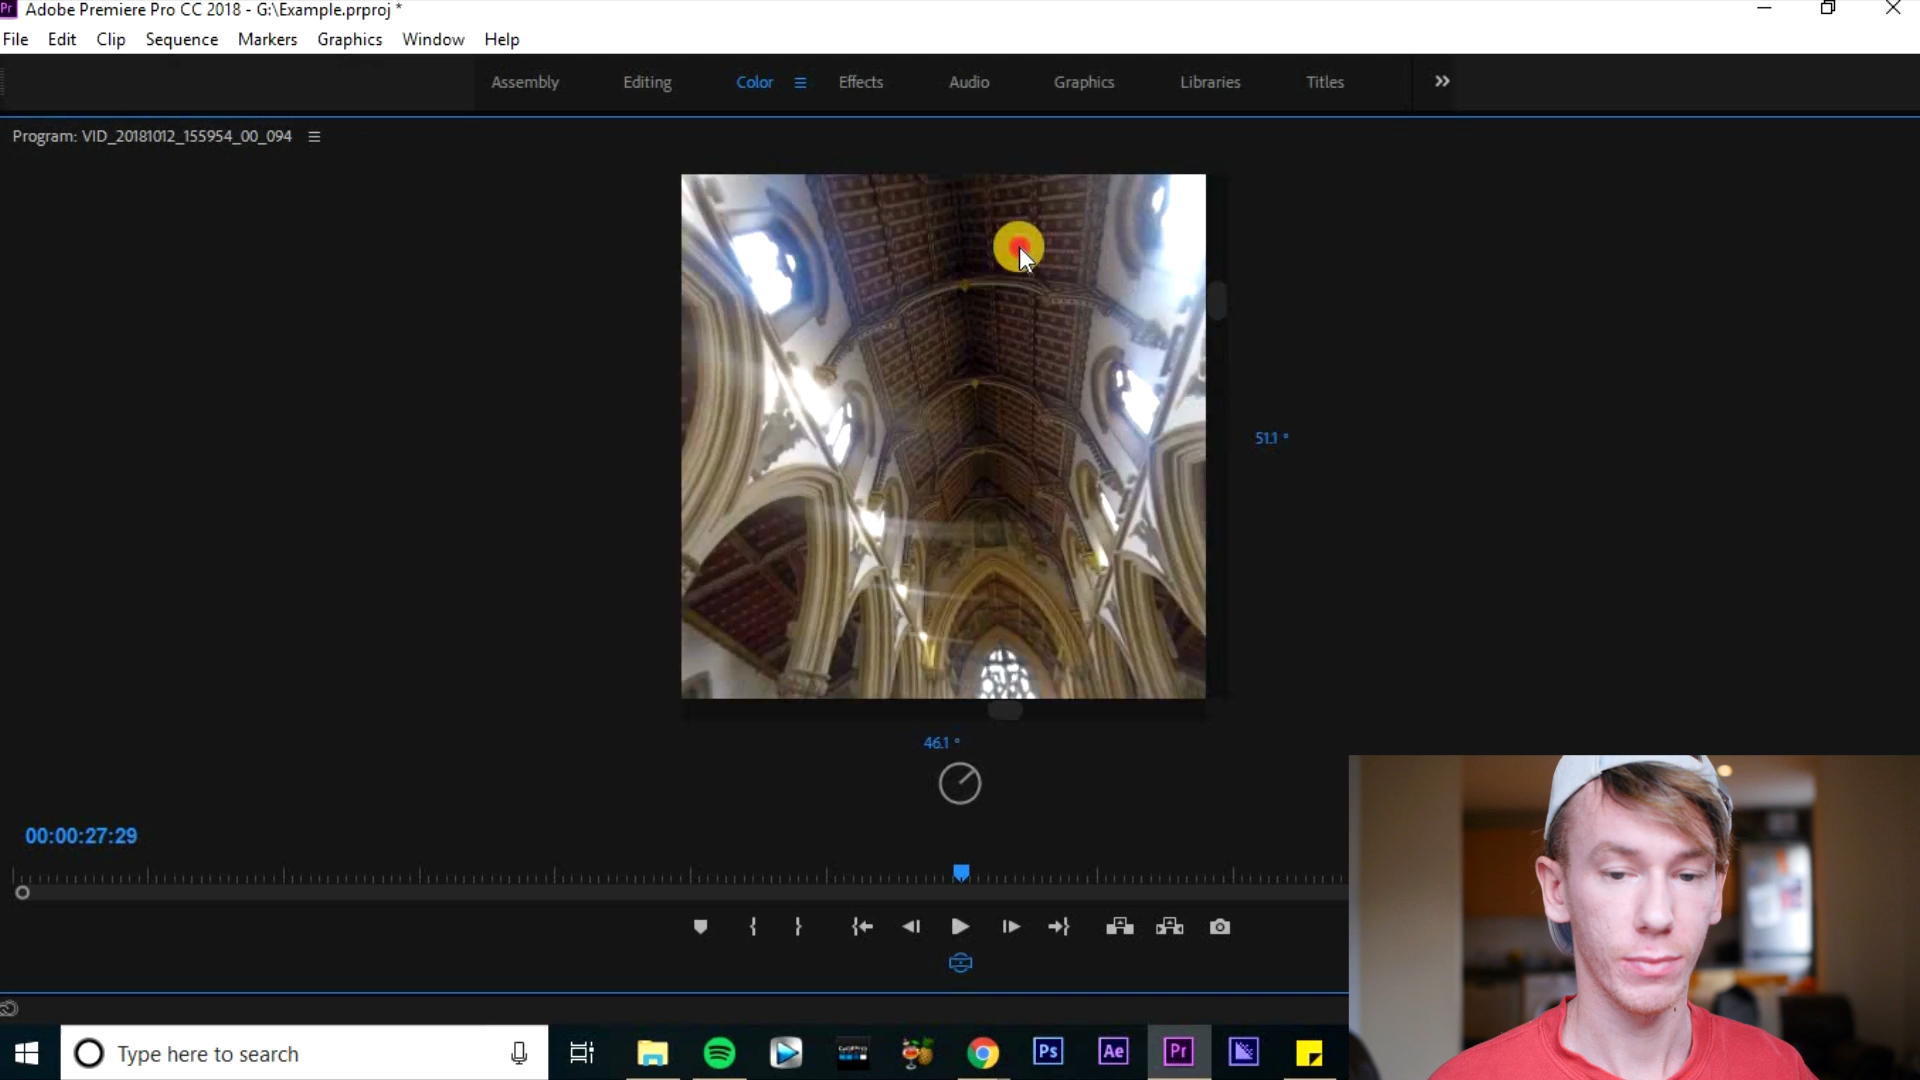 Pr Adobe Premiere Pro CC 2018 - G:\Example.prproj *
File Edit Clip Sequence Markers Graphics Window Help
Assembly Editing Color Effects Audio Graphics Libraries Titles
Program: VID_20181012_155954_00_094
51.1 °
46.1 °
00:00:27:29
Type here to search
Ps Ae Pr